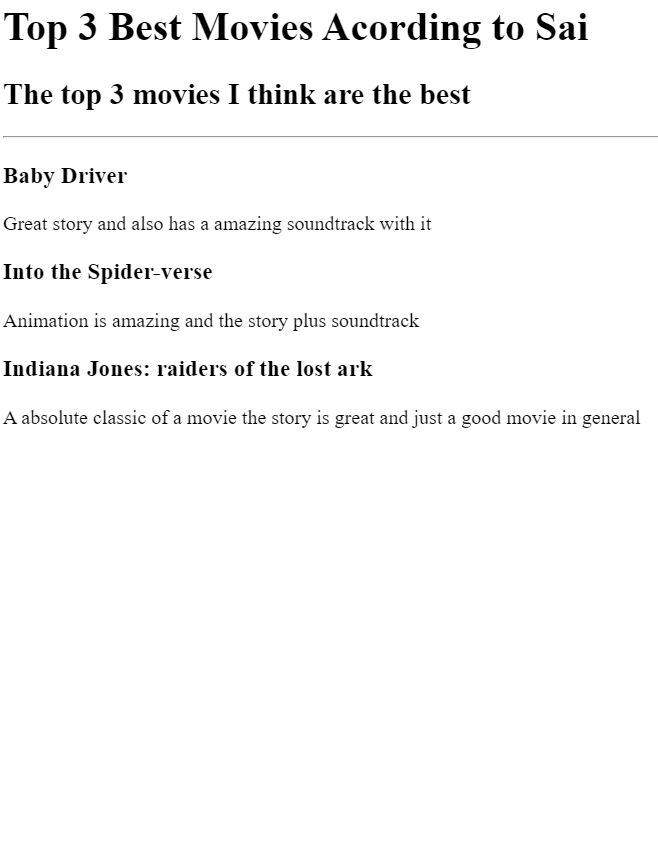 Top 3 Best Movies Acording to Sai
The top 3 movies I think are the best
Baby Driver
Great story and also has a amazing soundtrack with it
Into the Spider-verse
Animation is amazing and the story plus soundtrack
Indiana Jones: raiders of the lost ark
A absolute classic of a movie the story is great and just a good movie in general